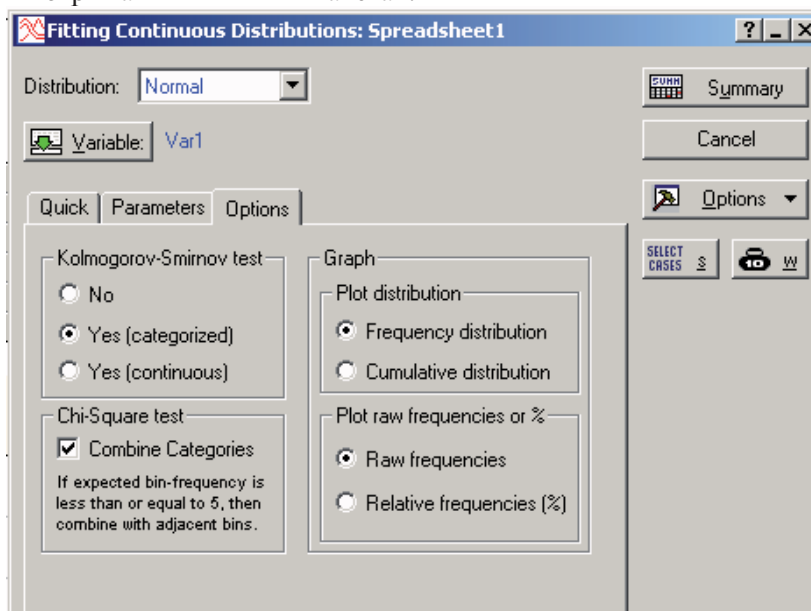 Fitting Continuous Distributions: Spreadsheet1
Distribution: Normal
Summary
Variable: Var1
Cancel
Quick Parameters Options
Options
SELECT CASES S
10 W
Kolmogorov-Smirnov test
No
Yes (categorized)
Yes (continuous)
Chi-Square test
Combine Categories
If expected bin-frequency is
less than or equal to 5, then
combine with adjacent bins.
Graph
Plot distribution
Frequency distribution
Cumulative distribution
Plot raw frequencies or %
Raw frequencies
Relative frequencies (%)